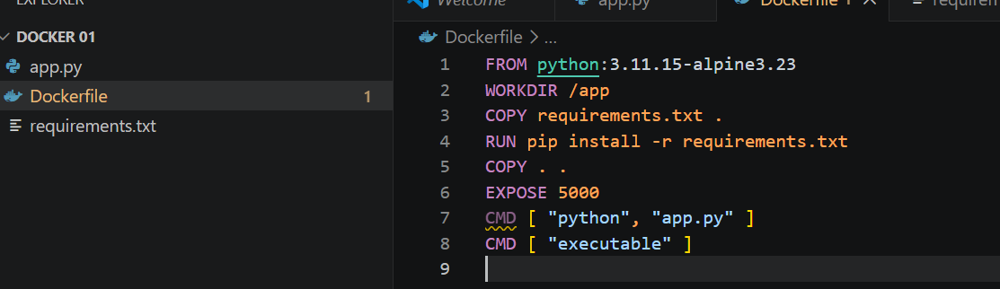 EXPLORER
Welcome
app.py
Dockerfile 1
DOCKER 01
app.py
Dockerfile 1
requirements.txt
Dockerfile > ...
1 FROM python:3.11.15-alpine3.23
2 WORKDIR /app
3 COPY requirements.txt .
4 RUN pip install -r requirements.txt
5 COPY . .
6 EXPOSE 5000
7 CMD [ "python", "app.py" ]
8 CMD [ "executable" ]
9